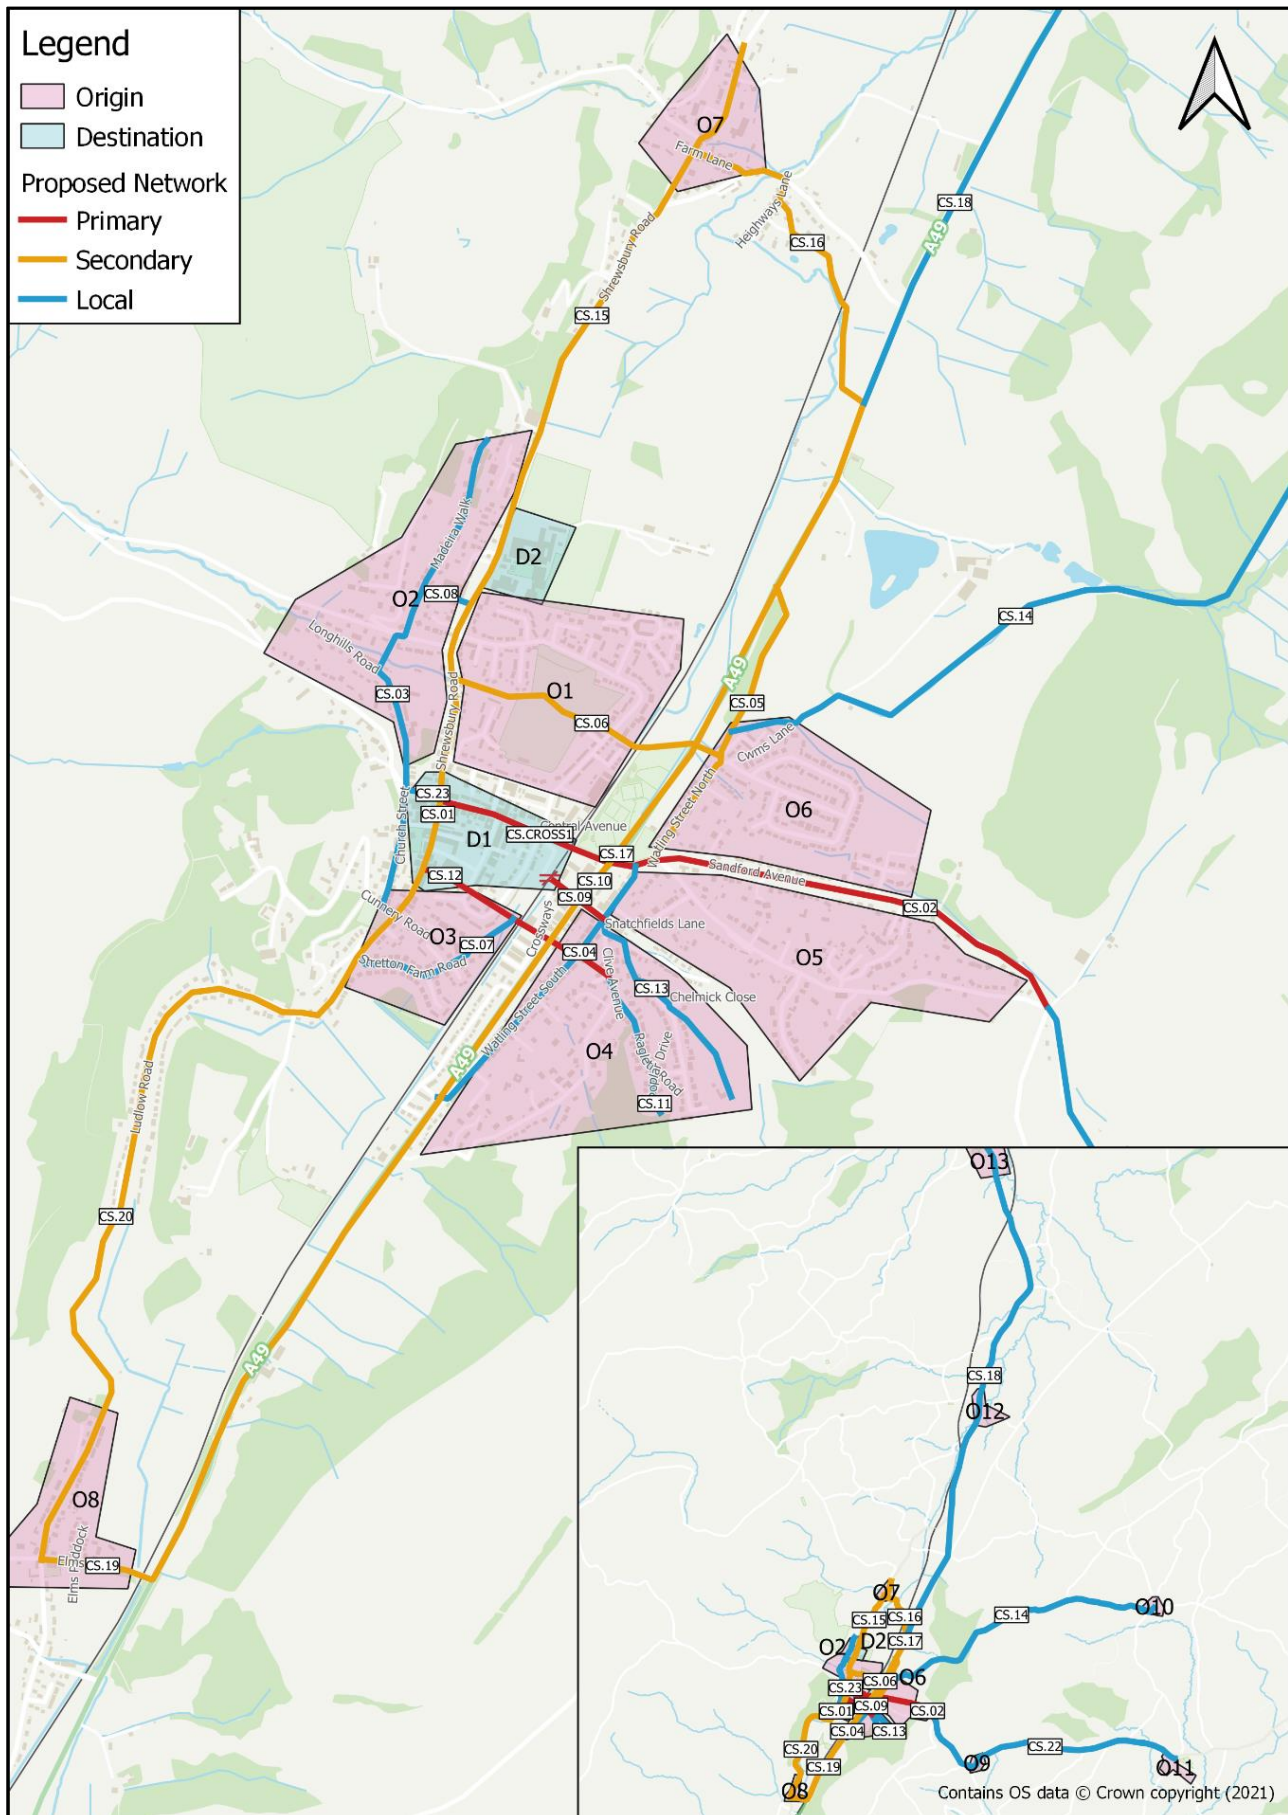 Legend
Origin
Destination
Proposed Network
Primary
Secondary
Local
O7
Farm Lane
Heighways Lane
CS.16
CS.18
A49
Shrewsbury Road
CS.15
Madeira Walk
D2
O2
CS.08
Longhills Road
CS.03
Shrewsbury Road
O1
CS.06
A49
CS.05
CS.14
Cwms Lane
Watling Street North
O6
CS.23
CS.01
Church Street
D1
CS.CROSS1
Central Avenue
CS.17
Sandford Avenue
CS.02
CS.12
CS.10
CS.09
Cunnery Road
O3
CS.07
Stretton Farm Road
Crossways
Snatchfields Lane
CS.04
Clive Avenue
CS.13
Chelmick Close
O5
Watling Street South
O4
Ragleth Road
Poplar Drive
CS.11
A49
Ludlow Road
CS.20
A49
O8
Elms
CS.19
Elms Paddock
O13
CS.18
O12
O7
CS.15
CS.16
CS.14
O10
O2
D2
CS.17
CS.06
O6
CS.23
CS.09
CS.01
CS.02
CS.04
CS.13
CS.20
CS.19
O8
O9
CS.22
O11
Contains OS data © Crown copyright (2021)